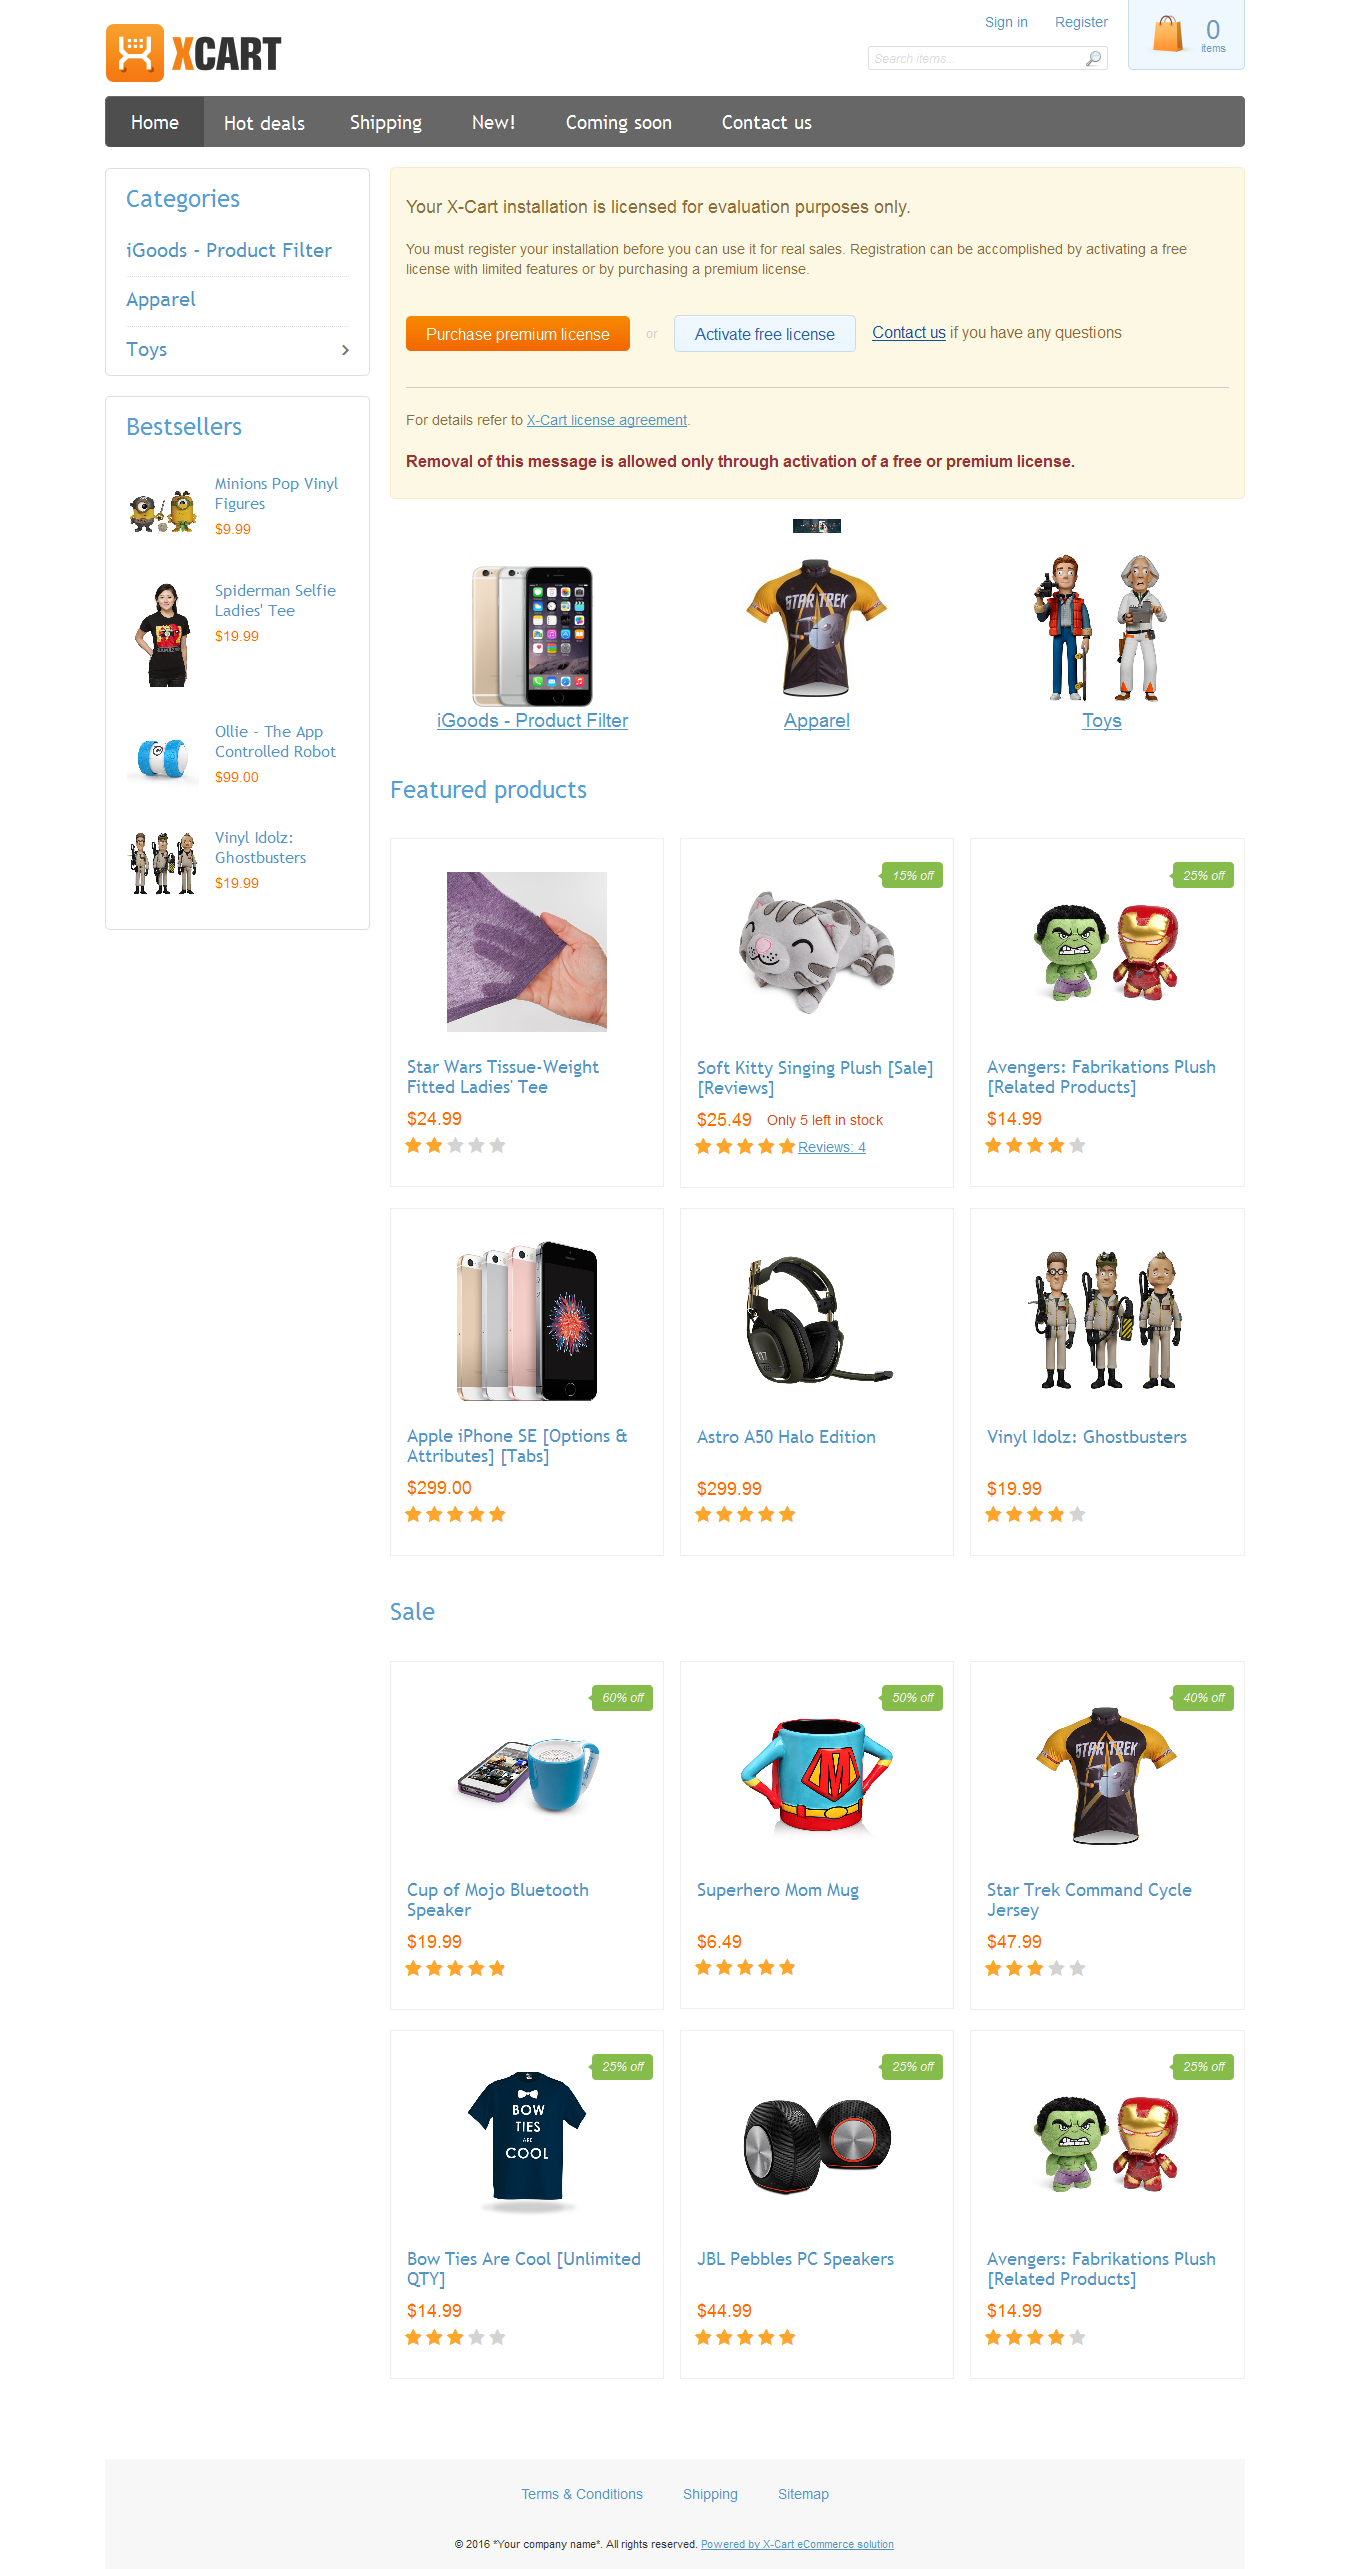 XCART
Sign in Register
Search items...
0
items
Home Hot deals Shipping New! Coming soon Contact us
Categories
iGoods - Product Filter
Apparel
Toys
Bestsellers
Minions Pop Vinyl
Figures
$9.99
Spiderman Selfie
Ladies' Tee
$19.99
Ollie - The App
Controlled Robot
$99.00
Vinyl Idolz:
Ghostbusters
$19.99
Your X-Cart installation is licensed for evaluation purposes only.
You must register your installation before you can use it for real sales. Registration can be accomplished by activating a free
license with limited features or by purchasing a premium license.
Purchase premium license or Activate free license Contact us if you have any questions
For details refer to X-Cart license agreement.
Removal of this message is allowed only through activation of a free or premium license.
STAR TREK
iGoods - Product Filter Apparel Toys
Featured products
15% off
25% off
Star Wars Tissue-Weight
Fitted Ladies' Tee
$24.99
Soft Kitty Singing Plush [Sale]
[Reviews]
$25.49 Only 5 left in stock
Reviews: 4
Avengers: Fabrikations Plush
[Related Products]
$14.99
117
Apple iPhone SE [Options &
Attributes] [Tabs]
$299.00
Astro A50 Halo Edition
$299.99
Vinyl Idolz: Ghostbusters
$19.99
Sale
60% off
50% off
40% off
M
STAR TREK
Cup of Mojo Bluetooth
Speaker
$19.99
Superhero Mom Mug
$6.49
Star Trek Command Cycle
Jersey
$47.99
25% off
25% off
25% off
BOW
TIES
ARE
COOL
Bow Ties Are Cool [Unlimited
QTY]
$14.99
JBL Pebbles PC Speakers
$44.99
Avengers: Fabrikations Plush
[Related Products]
$14.99
Terms & Conditions Shipping Sitemap
© 2016 *Your company name*. All rights reserved. Powered by X-Cart eCommerce solution